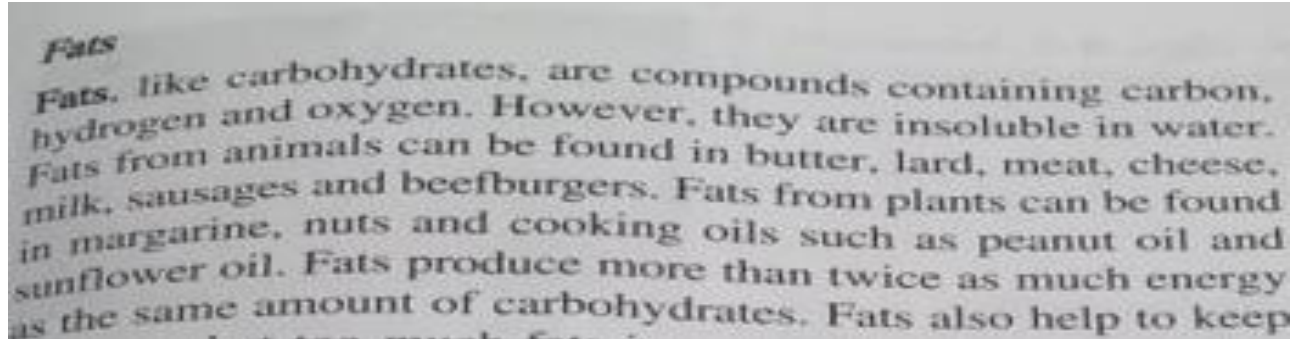 Fats
Fats, like carbohydrates, are compounds containing carbon,
hydrogen and oxygen. However, they are insoluble in water.
Fats from animals can be found in butter, lard, meat, cheese,
milk, sausages and beefburgers. Fats from plants can be found
in margarine, nuts and cooking oils such as peanut oil and
sunflower oil. Fats produce more than twice as much energy
as the same amount of carbohydrates. Fats also help to keep